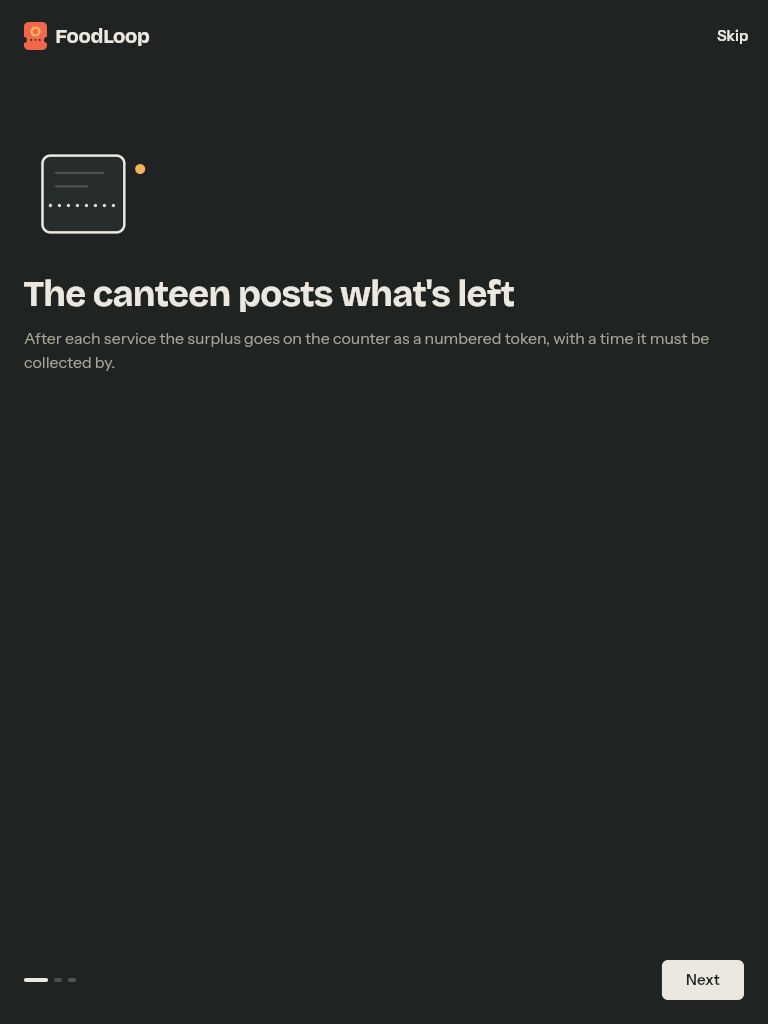 FoodLoop
Skip
The canteen posts what's left
After each service the surplus goes on the counter as a numbered token, with a time it must be
collected by.
Next